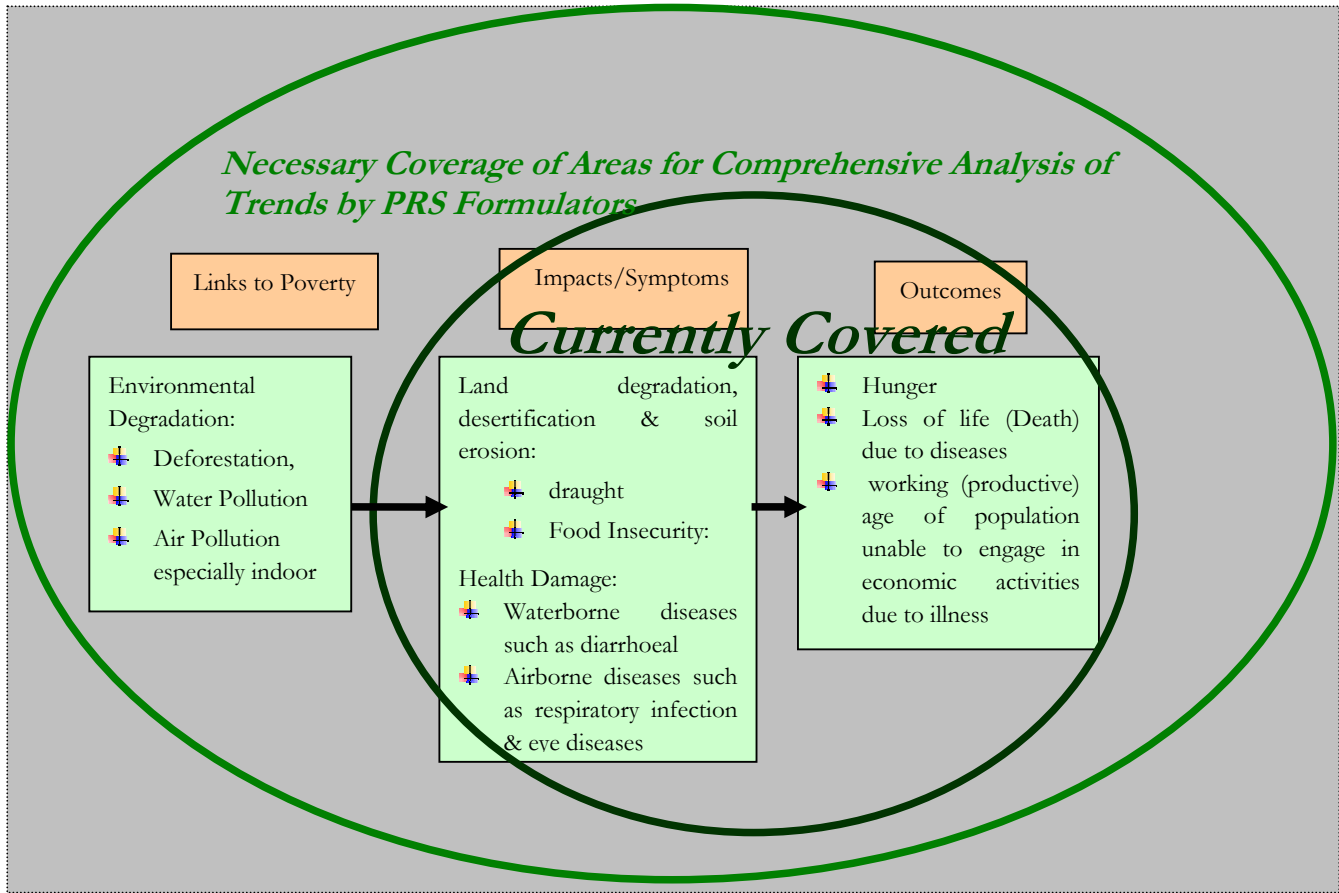 Necessary Coverage of Areas for Comprehensive Analysis of
Trends by PRS Formulators
Links to Poverty
Impacts/Symptoms
Outcomes
Currently Covered
Environmental
Degradation:
Deforestation,
Water Pollution
Air Pollution
especially indoor
Land degradation,
desertification & soil
erosion:
draught
Food Insecurity:
Health Damage:
Waterborne diseases
such as diarrhoeal
Airborne diseases such
as respiratory infection
& eye diseases
Hunger
Loss of life (Death)
due to diseases
working (productive)
age of population
unable to engage in
economic activities
due to illness